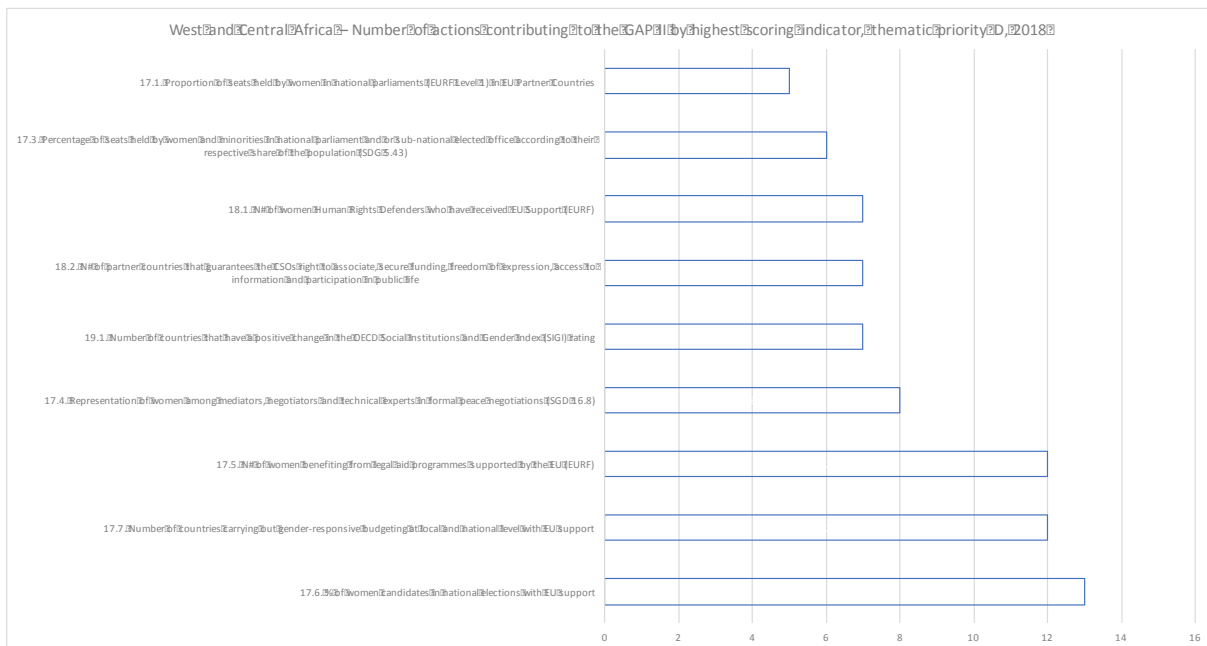 West and Central Africa – Number of actions contributing to the GAP II by highest scoring indicator, thematic priority D, 2018
17.1. Proportion of seats held by women in national parliaments (EURF Level 1) in EU Partner Countries
17.3. Percentage of seats held by women and minorities in national parliament and/or sub-national elected office according to their
respective share of the population (SDG 5.43)
18.1. N# of women Human Rights Defenders who have received EU Support (EURF)
18.2. N# of partner countries that guarantees the CSOs right to associate, secure funding, freedom of expression, access to
information and participation in public life
19.1. Number of countries that have a positive change in the OECD Social Institutions and Gender Index (SIGI) rating
17.4. Representation of women among mediators, negotiators and technical experts in formal peace negotiations (SGD 16.8)
17.5. N# of women benefiting from legal aid programmes supported by the EU (EURF)
17.7. Number of countries carrying out gender-responsive budgeting at local and national level with EU support
17.6. % of women candidates in national elections with EU support
0 2 4 6 8 10 12 14 16